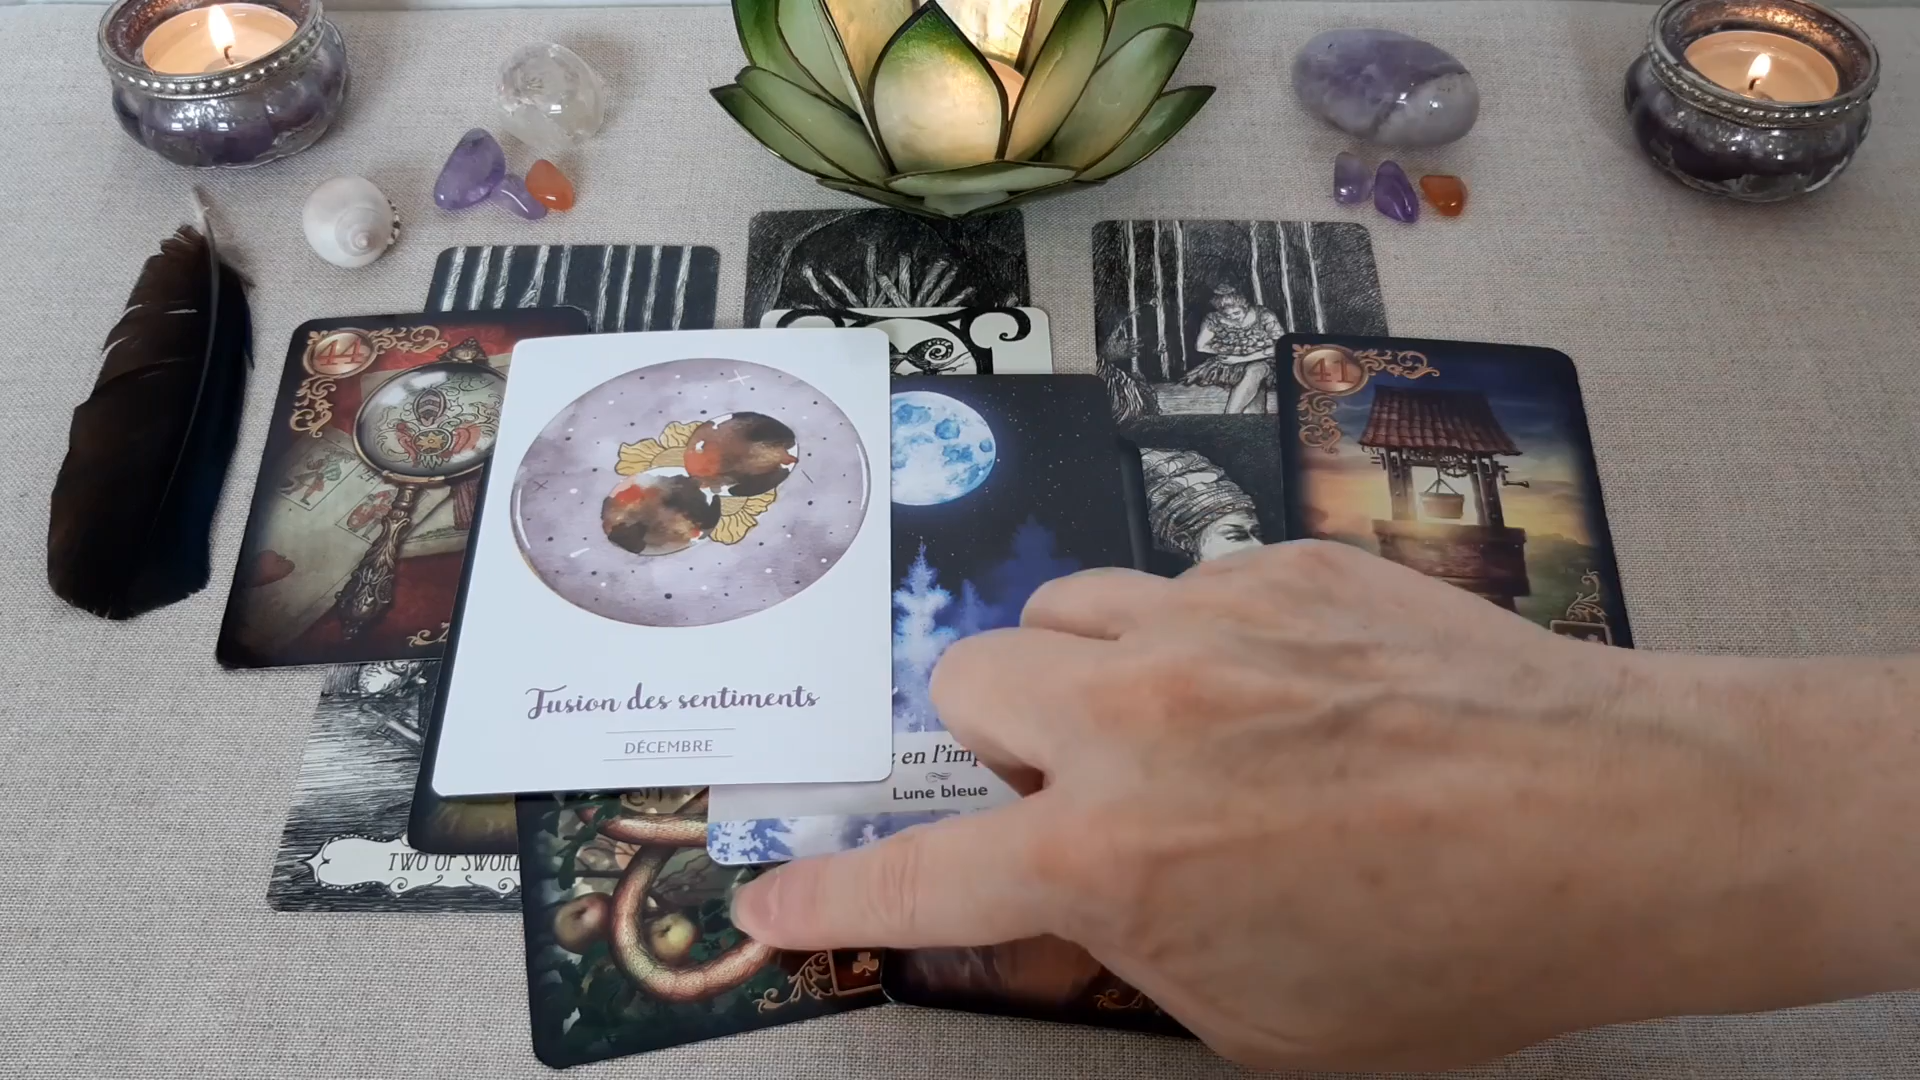 44
41
Fusion des sentiments
DÉCEMBRE
en l'imp
Lune bleue
TWO OF SWORD